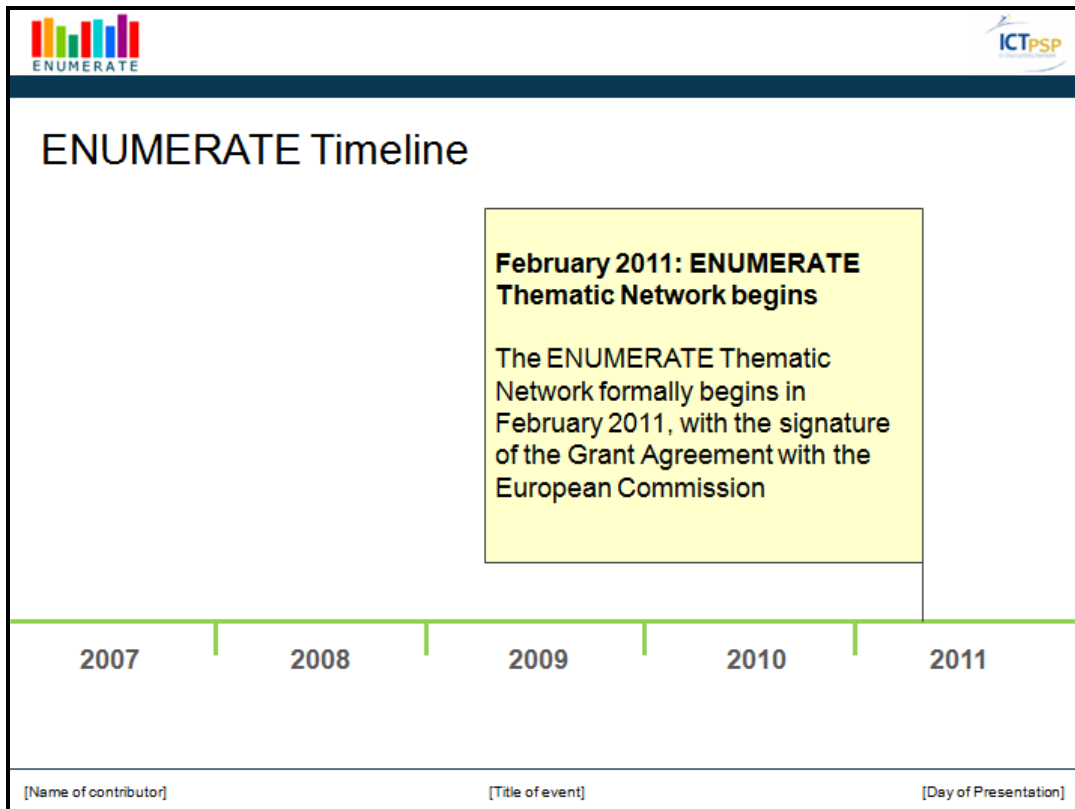 ENUMERATE
ICTPSP
ENUMERATE Timeline
February 2011: ENUMERATE
Thematic Network begins
The ENUMERATE Thematic
Network formally begins in
February 2011, with the signature
of the Grant Agreement with the
European Commission
2007 2008 2009 2010 2011
[Name of contributor] [Title of event] [Day of Presentation]